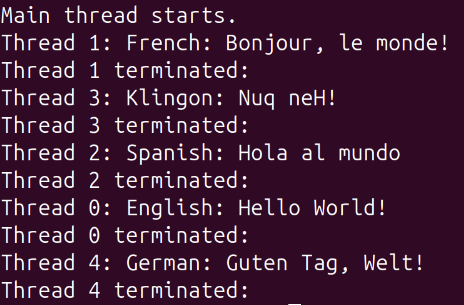 Main thread starts.
Thread 1: French: Bonjour, le monde!
Thread 1 terminated:
Thread 3: Klingon: Nuq neH!
Thread 3 terminated:
Thread 2: Spanish: Hola al mundo
Thread 2 terminated:
Thread 0: English: Hello World!
Thread 0 terminated:
Thread 4: German: Guten Tag, Welt!
Thread 4 terminated: